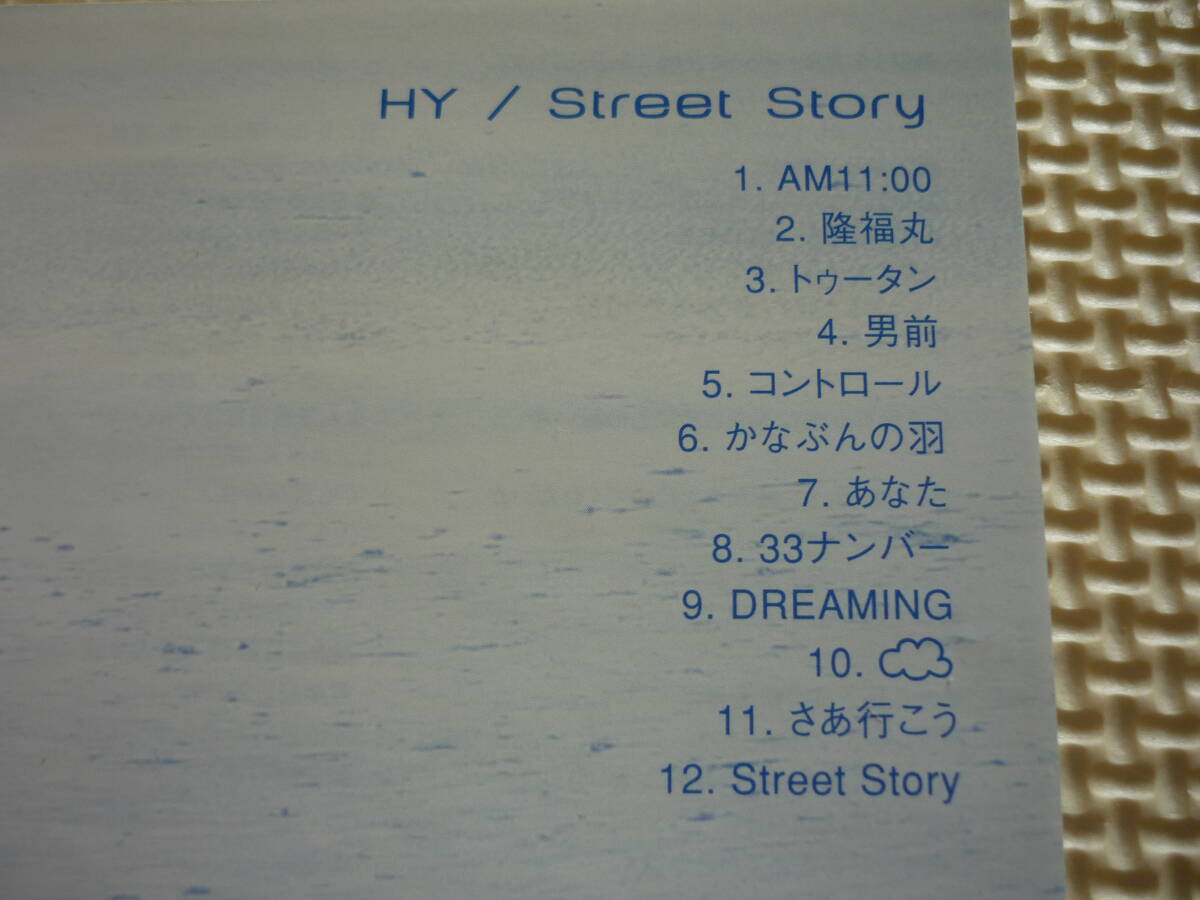 HY / Street Story
1. AM11:00
2. 隆福丸
3. トゥータン
4. 男前
5. コントロール
6. かなぶんの羽
7. あなた
8. 33ナンバー
9. DREAMING
10.
11. さあ行こう
12. Street Story